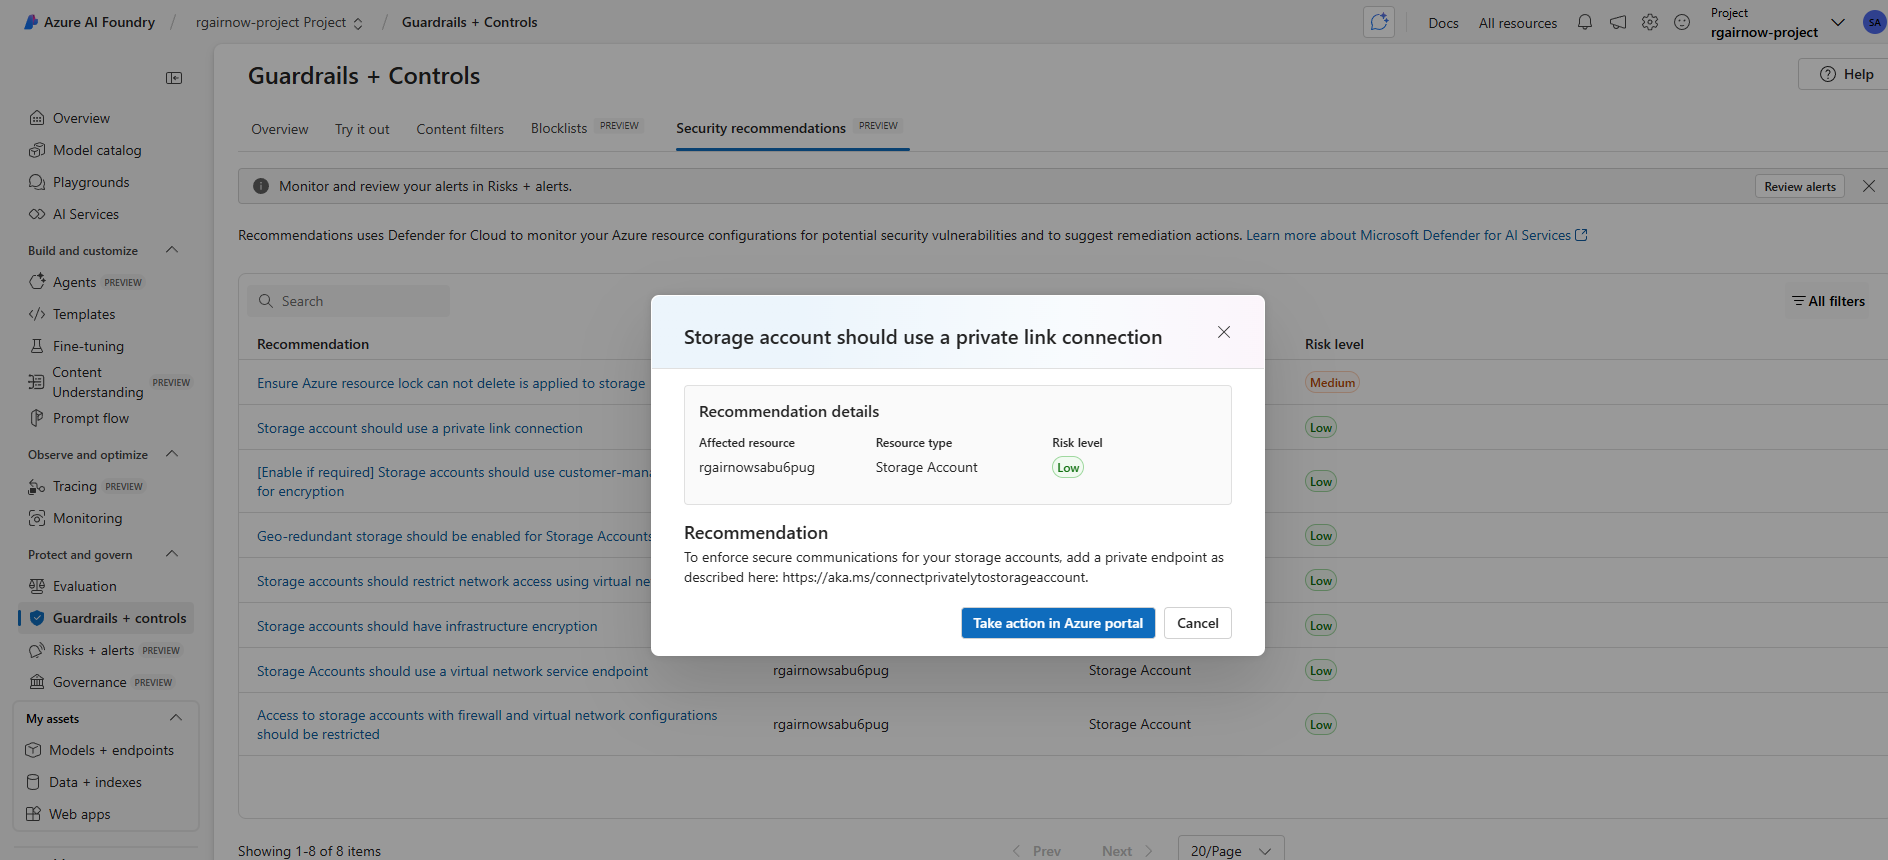 Azure AI Foundry / rgairnow-project Project / Guardrails + Controls
Docs All resources Project rgairnow-project SA
Guardrails + Controls
Help
Overview Try it out Content filters Blocklists PREVIEW Security recommendations PREVIEW
Monitor and review your alerts in Risks + alerts. Review alerts
Recommendations uses Defender for Cloud to monitor your Azure resource configurations for potential security vulnerabilities and to suggest remediation actions. Learn more about Microsoft Defender for AI Services
Overview
Model catalog
Playgrounds
AI Services
Build and customize
Agents PREVIEW
Templates
Fine-tuning
Content
Understanding PREVIEW
Prompt flow
Observe and optimize
Tracing PREVIEW
Monitoring
Protect and govern
Evaluation
Guardrails + controls
Risks + alerts PREVIEW
Governance PREVIEW
My assets
Models + endpoints
Data + indexes
Web apps
Search
All filters
Recommendation Risk level
Ensure Azure resource lock can not delete is applied to storage Medium
Storage account should use a private link connection Low
[Enable if required] Storage accounts should use customer-man
for encryption Low
Geo-redundant storage should be enabled for Storage Accounts Low
Storage accounts should restrict network access using virtual ne Low
Storage accounts should have infrastructure encryption Low
Storage Accounts should use a virtual network service endpoint rgairnowsabu6pug Storage Account Low
Access to storage accounts with firewall and virtual network configurations
should be restricted rgairnowsabu6pug Storage Account Low
Showing 1-8 of 8 items Prev Next 20/Page
Storage account should use a private link connection
Recommendation details
Affected resource Resource type Risk level
rgairnowsabu6pug Storage Account Low
Recommendation
To enforce secure communications for your storage accounts, add a private endpoint as
described here: https://aka.ms/connectprivatelytostorageaccount.
Take action in Azure portal Cancel